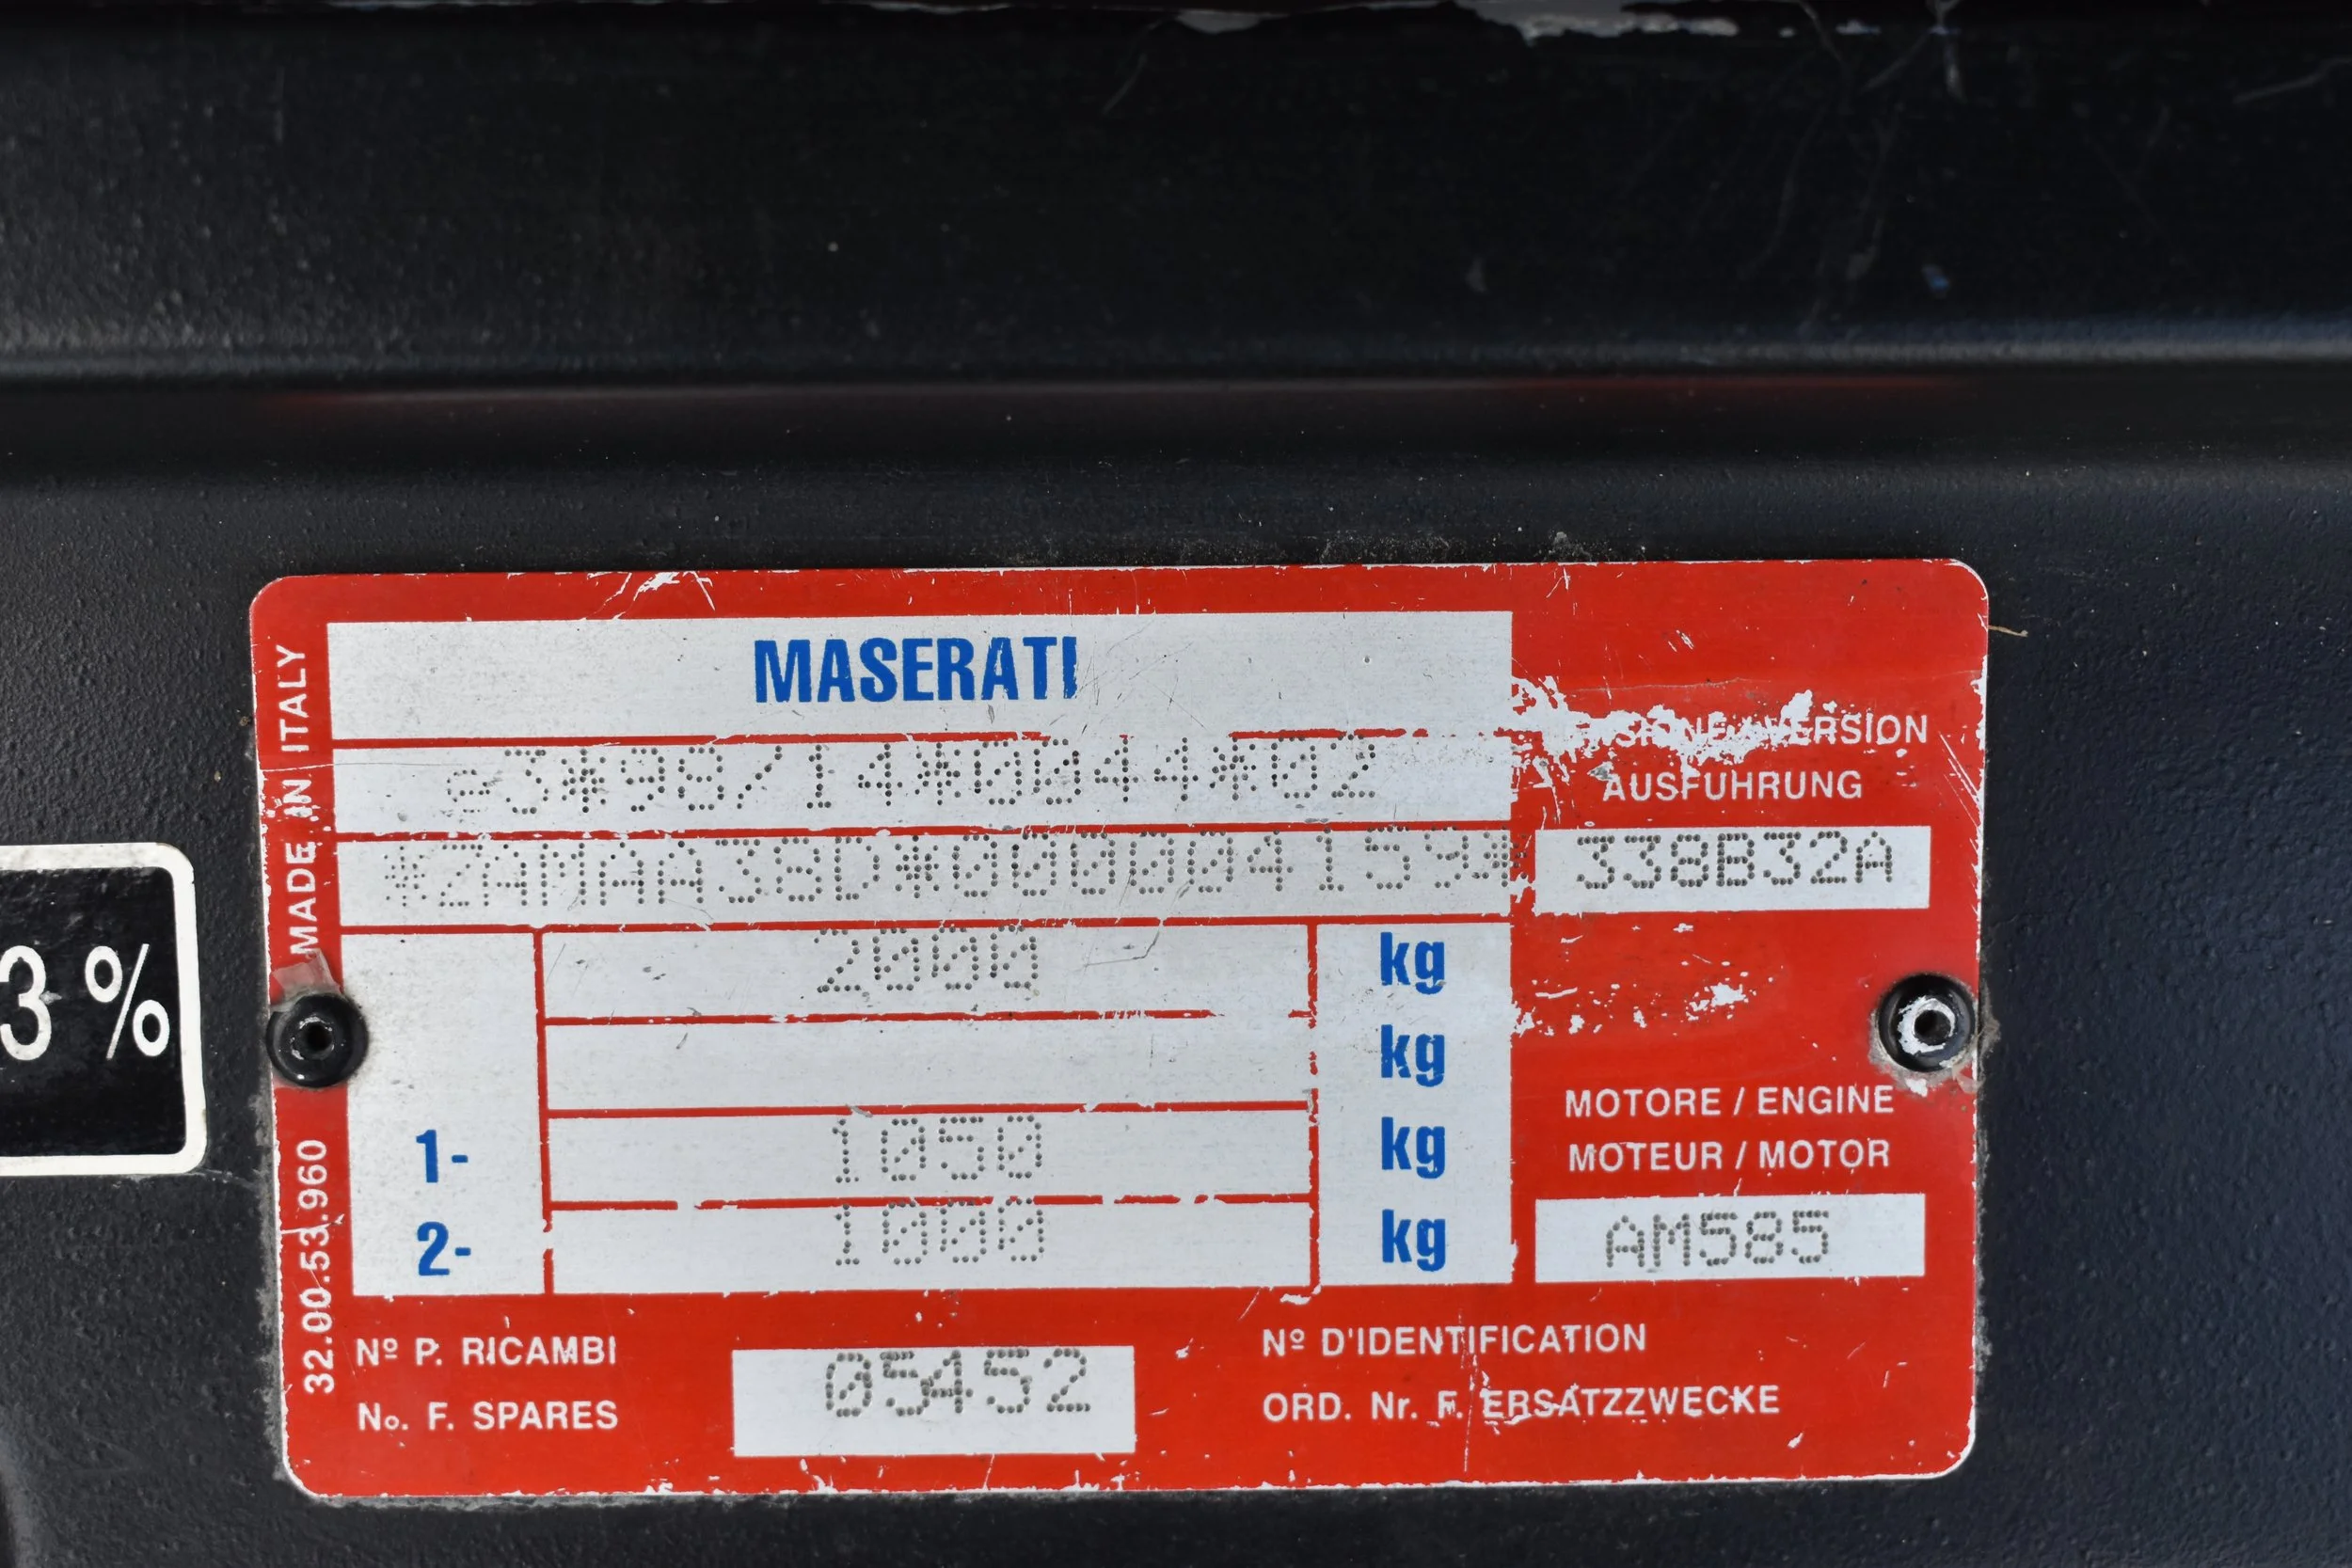 MASERATI
e3*98/14*0044*02
*ZAMAA38D*000004159*
2000 kg
kg
1- 1050 kg
2- 1000 kg
VERSIONE / VERSION
AUSFUHRUNG
338B32A
MOTORE / ENGINE
MOTEUR / MOTOR
AM585
Nº P. RICAMBI
No. F. SPARES
05452
Nº D'IDENTIFICATION
ORD. Nr. F. ERSATZZWECKE
MADE IN ITALY
32.00.53.960
3 %